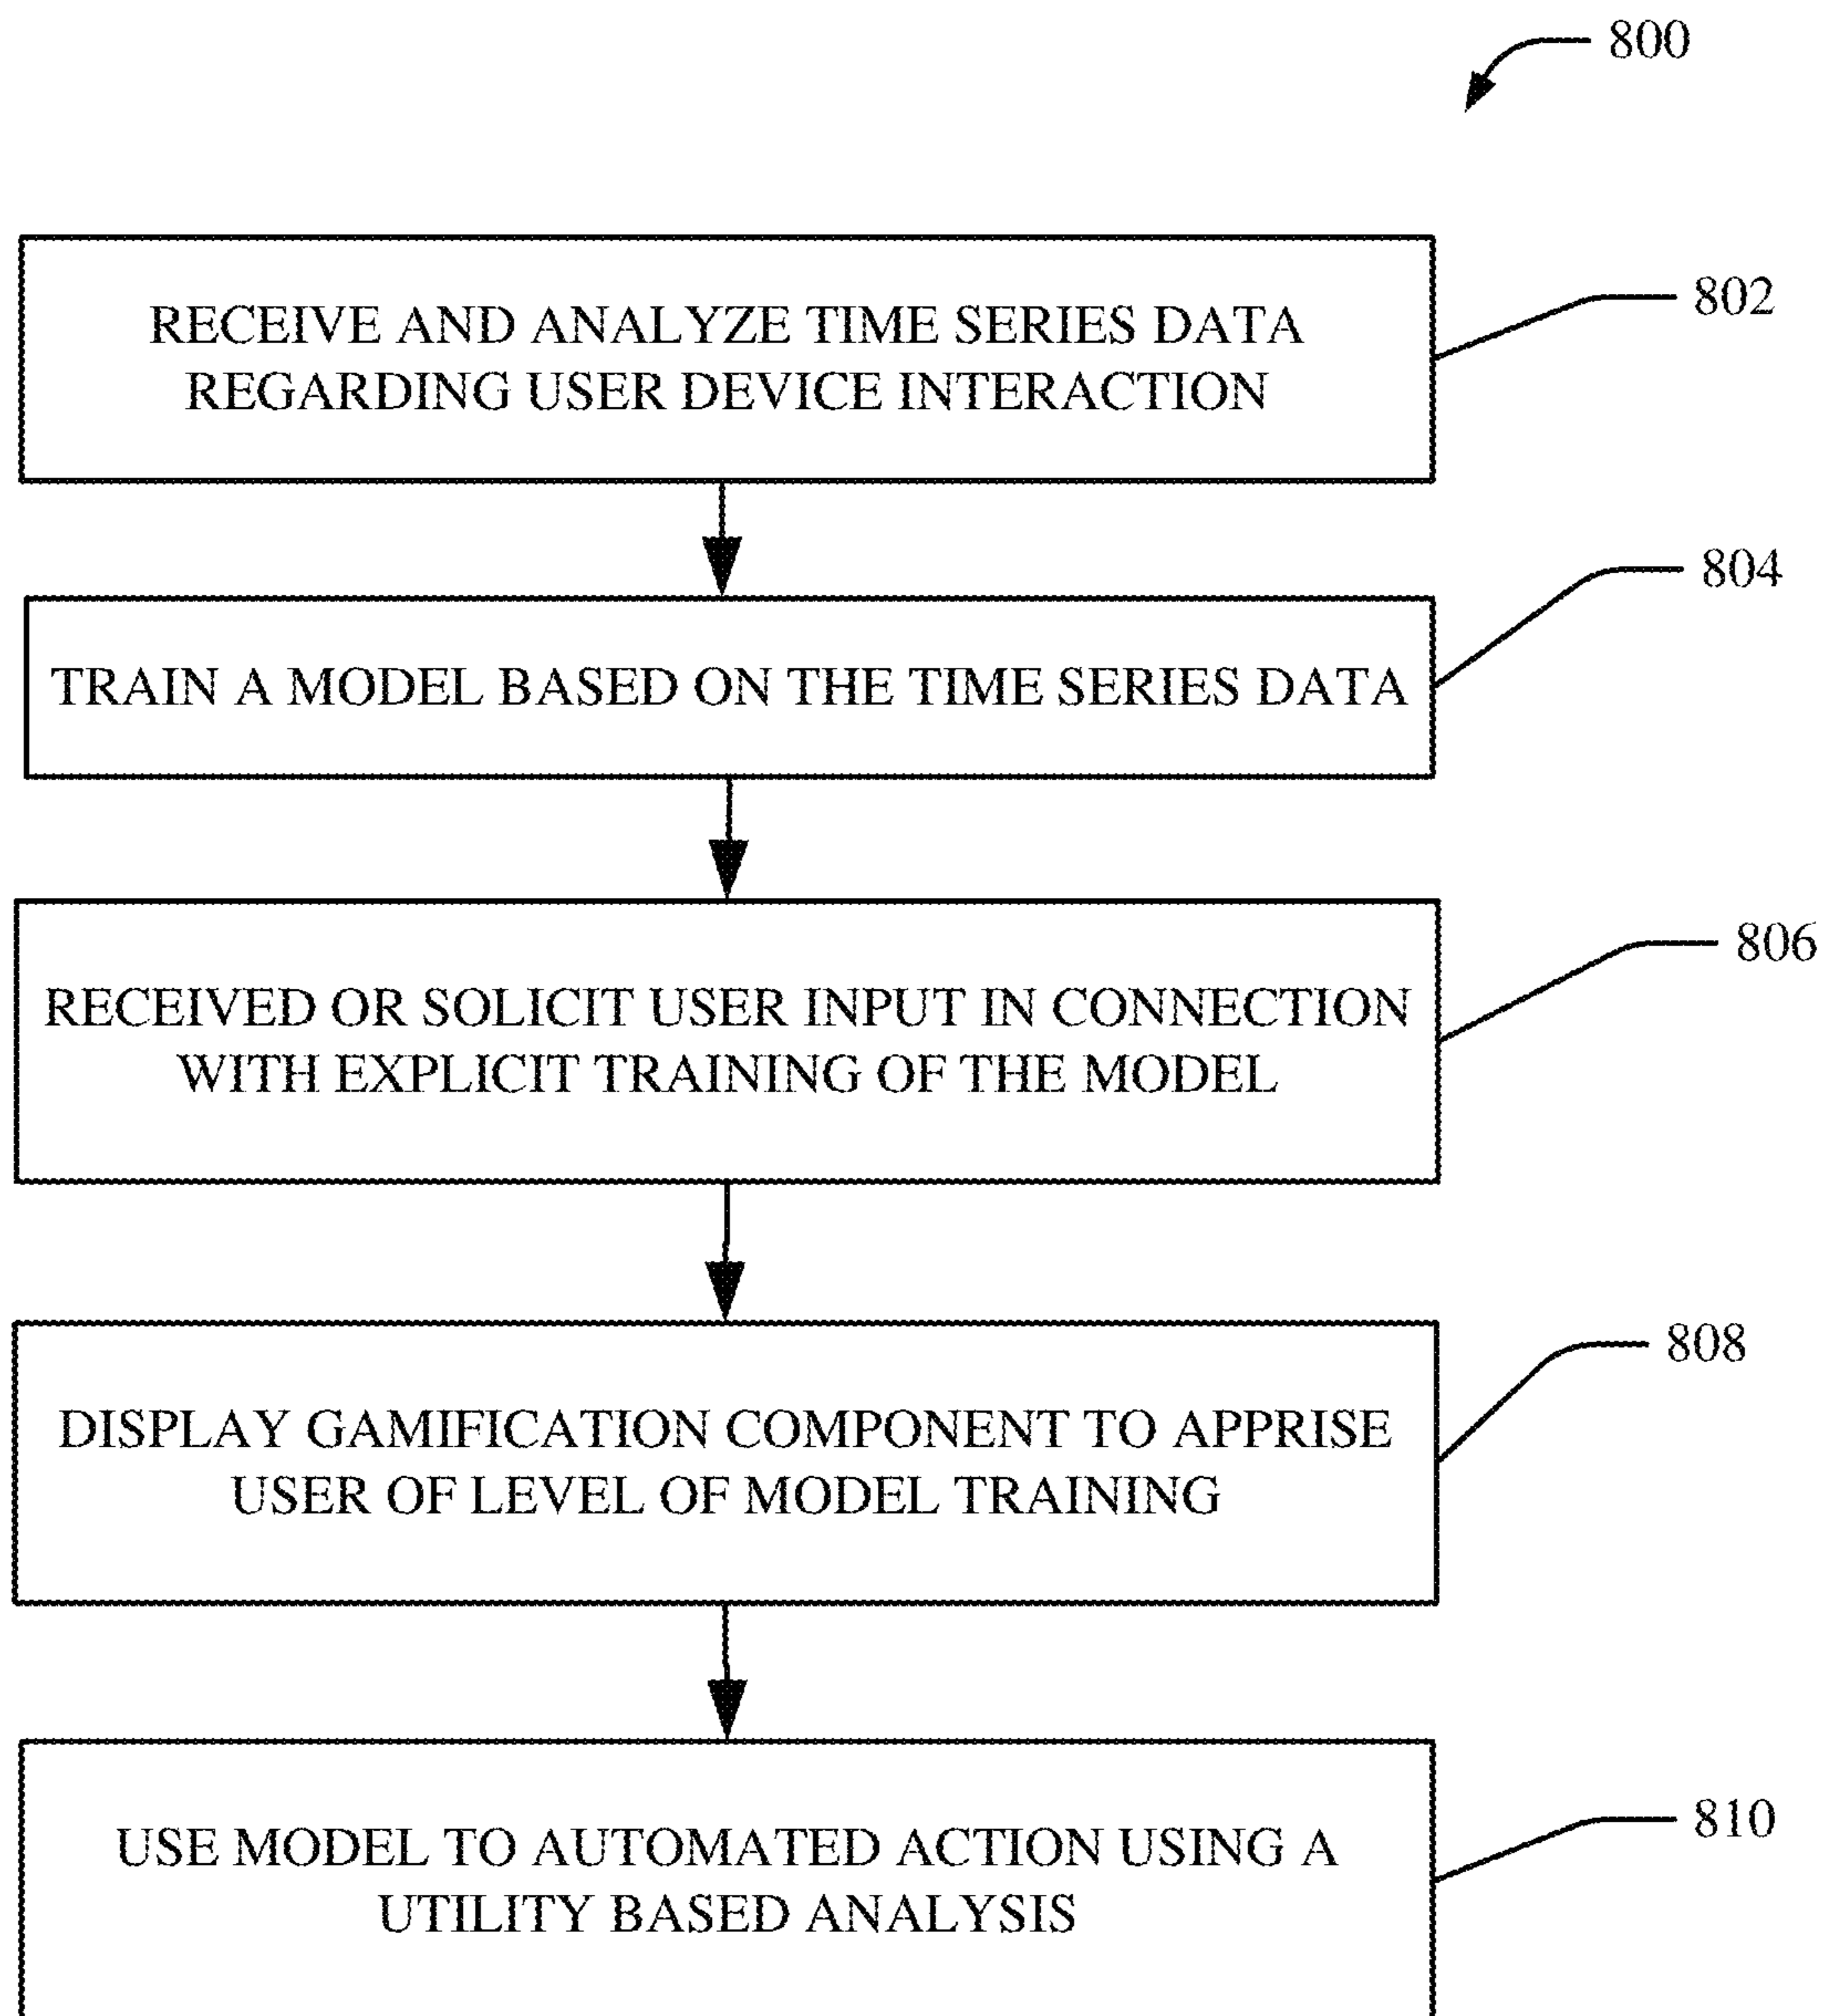 800
RECEIVE AND ANALYZE TIME SERIES DATA
REGARDING USER DEVICE INTERACTION
802
TRAIN A MODEL BASED ON THE TIME SERIES DATA
804
RECEIVED OR SOLICIT USER INPUT IN CONNECTION
WITH EXPLICIT TRAINING OF THE MODEL
806
DISPLAY GAMIFICATION COMPONENT TO APPRISE
USER OF LEVEL OF MODEL TRAINING
808
USE MODEL TO AUTOMATED ACTION USING A
UTILITY BASED ANALYSIS
810